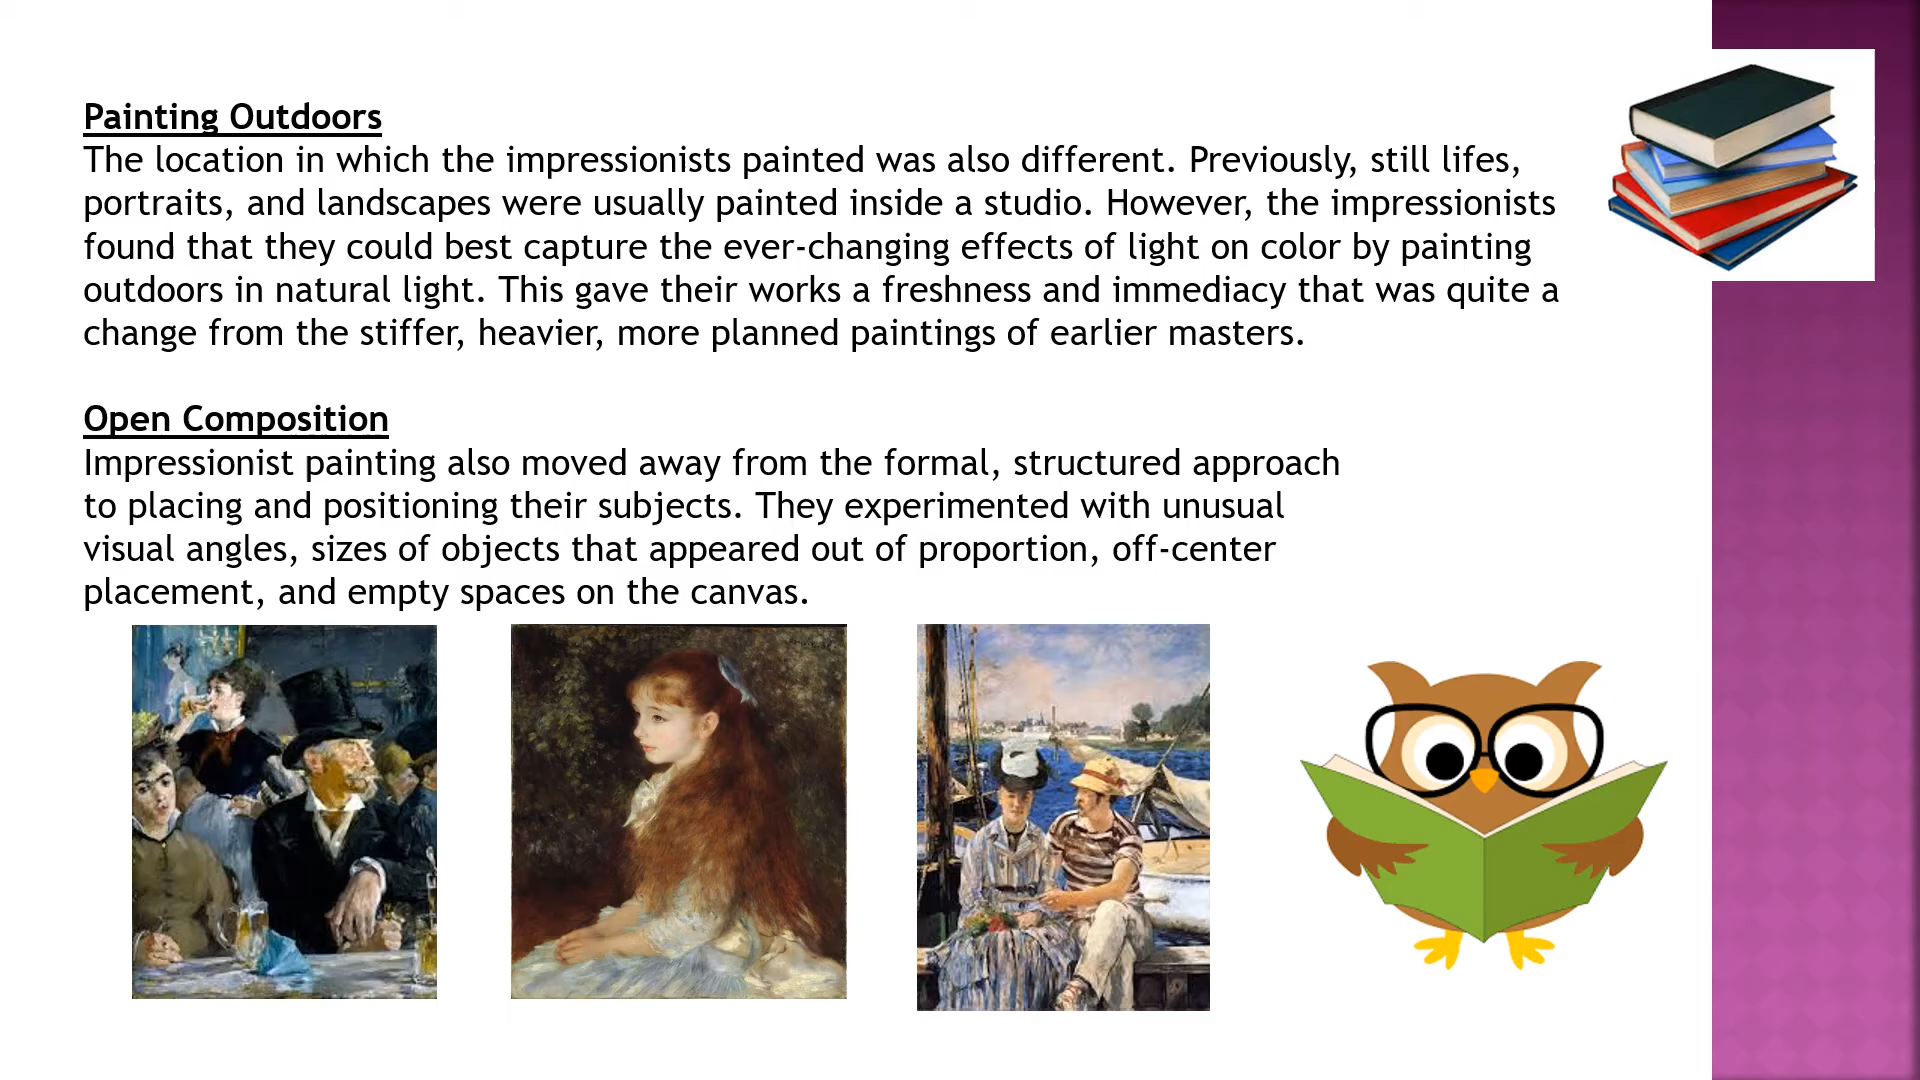 Painting Outdoors
The location in which the impressionists painted was also different. Previously, still lifes,
portraits, and landscapes were usually painted inside a studio. However, the impressionists
found that they could best capture the ever-changing effects of light on color by painting
outdoors in natural light. This gave their works a freshness and immediacy that was quite a
change from the stiffer, heavier, more planned paintings of earlier masters.
Open Composition
Impressionist painting also moved away from the formal, structured approach
to placing and positioning their subjects. They experimented with unusual
visual angles, sizes of objects that appeared out of proportion, off-center
placement, and empty spaces on the canvas.